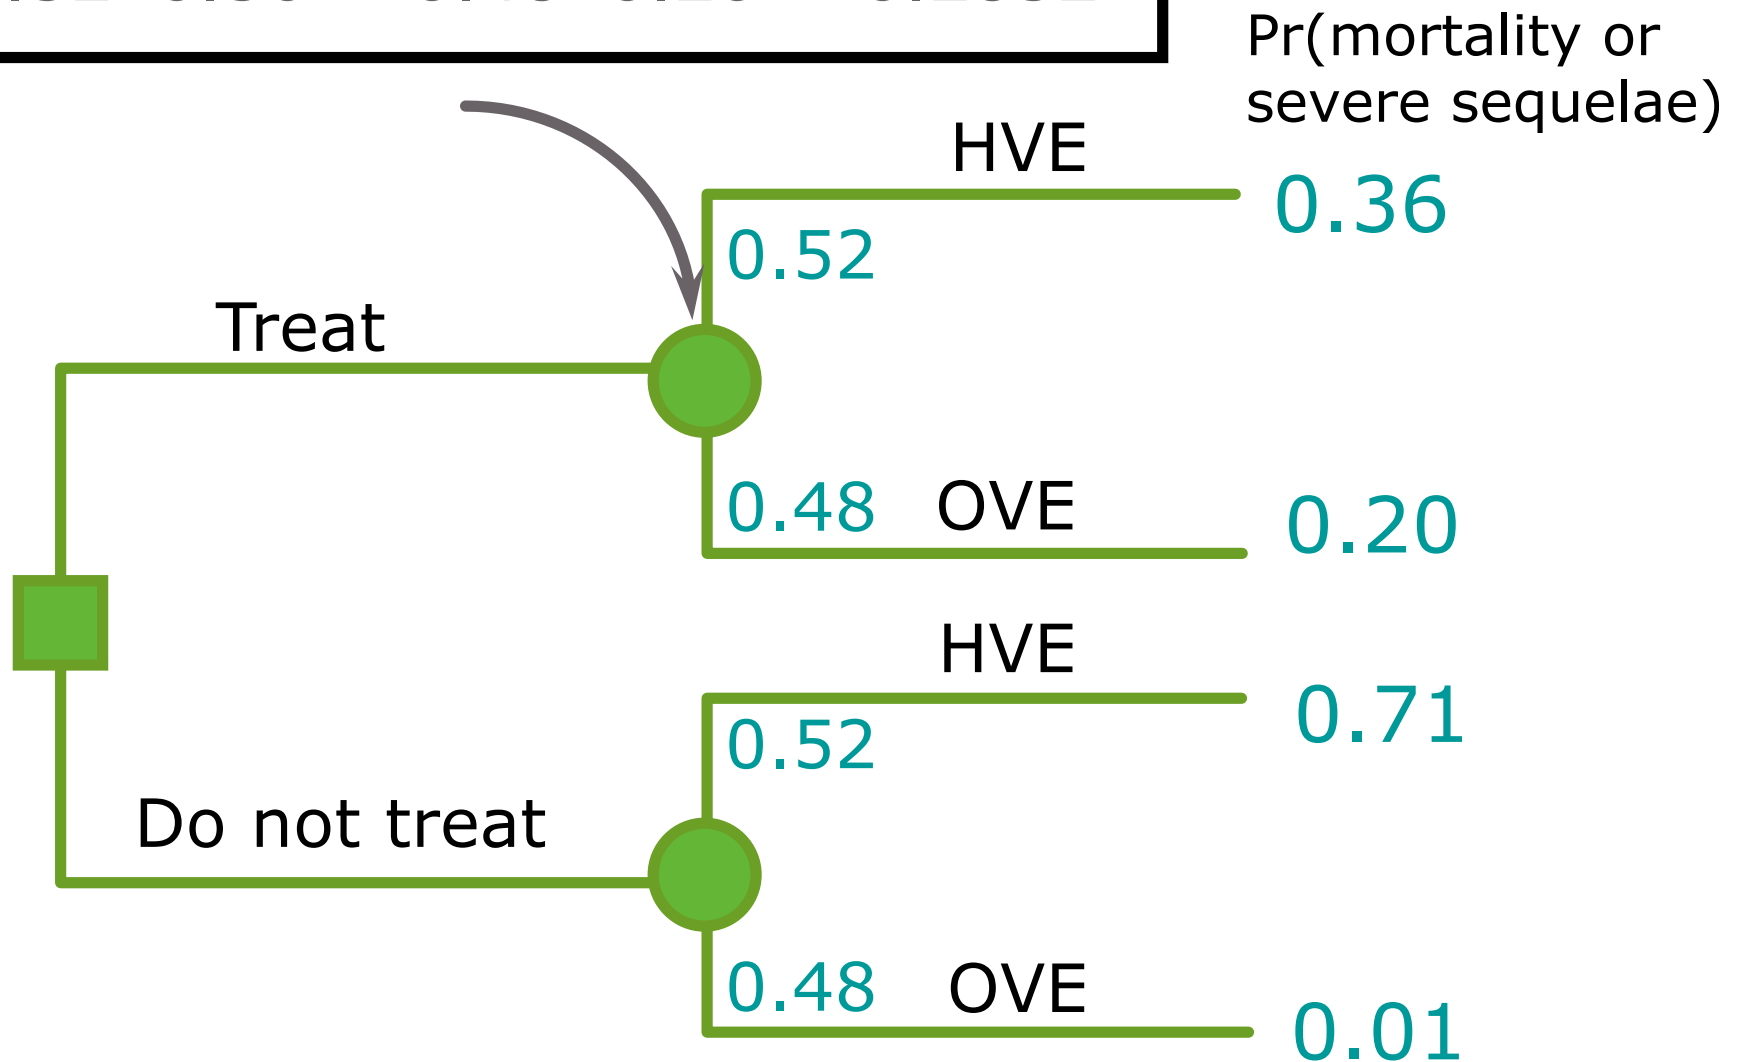 Pr(mortality or
severe sequelae)
HVE
0.36
0.52
Treat
0.48 OVE
0.20
HVE
0.71
0.52
Do not treat
0.48 OVE
0.01